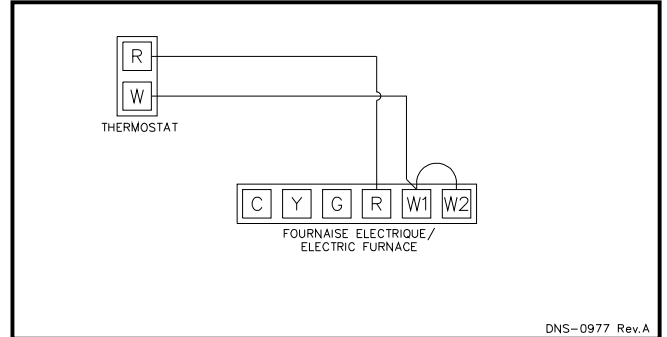 R
W
THERMOSTAT
C Y G R W1 W2
FOURNAISE ELECTRIQUE/
ELECTRIC FURNACE
DNS-0977 Rev.A